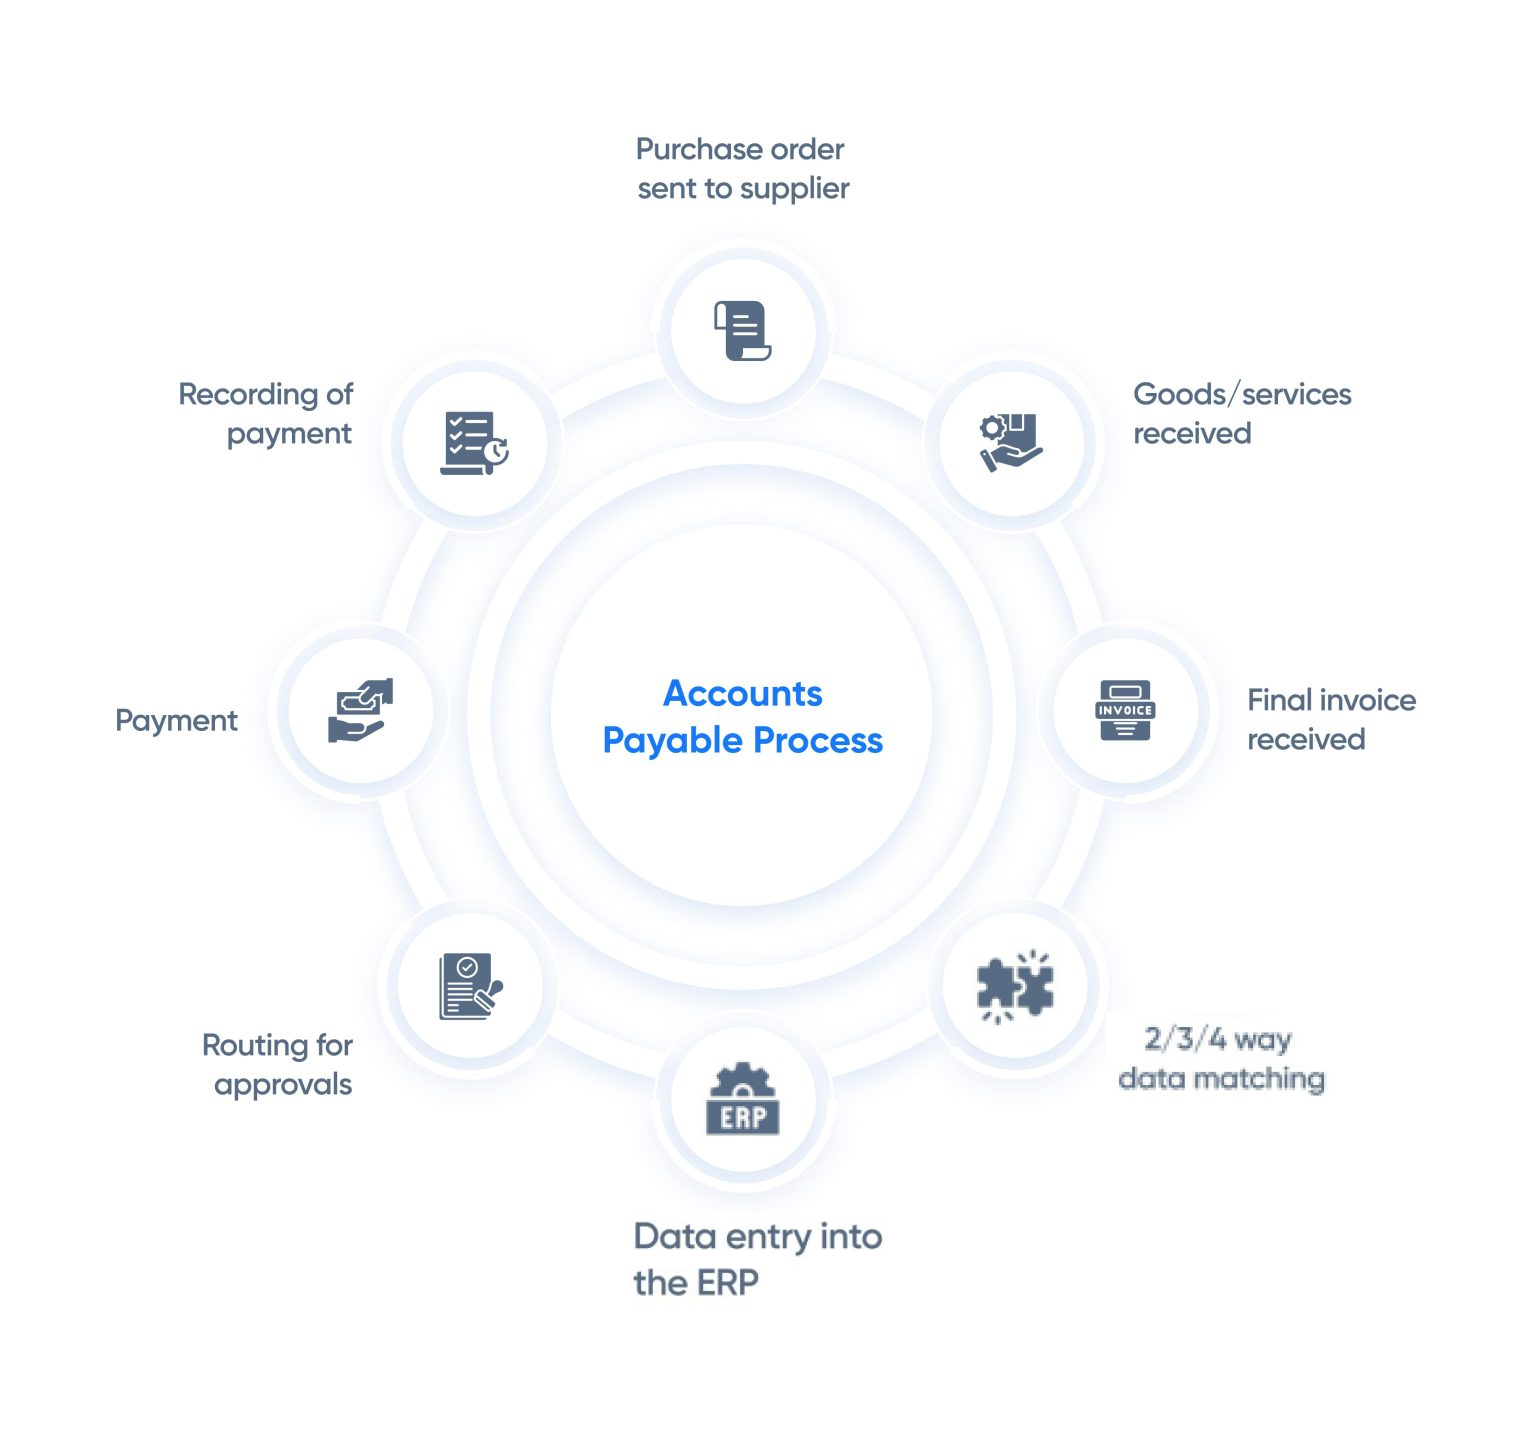 Purchase order
sent to supplier
Goods/services
received
Final invoice
received
INVOICE
2/3/4 way
data matching
Data entry into
the ERP
ERP
Routing for
approvals
Payment
Recording of
payment
Accounts
Payable Process